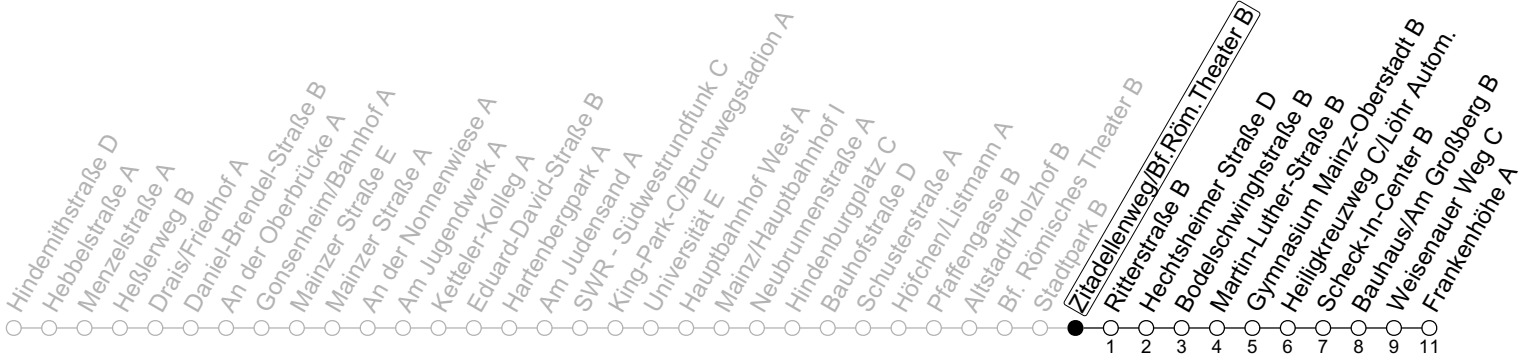 Hindemithstraße D
Hebbelstraße A
Menzelstraße A
Heßlerweg B
Drais/Friedhof A
Daniel-Brendel-Straße B
An der Oberbrücke A
Gonsenheim/Bahnhof A
Mainzer Straße E
Mainzer Straße A
An der Nonnenwiese A
Am Jugendwerk A
Ketteler-Kolleg A
Eduard-David-Straße B
Hartenbergpark A
Am Judensand A
SWR - Südwestrundfunk C
King-Park-C/Bruchwegstadion A
Universität E
Hauptbahnhof West A
Mainz/Hauptbahnhof I
Neubrunnenstraße A
Hindenburgplatz C
Bauhofstraße D
Schusterstraße A
Höfchen/Listmann A
Pfaffengasse B
Altstadt/Holzhof B
Bf. Römisches Theater B
Stadtpark B
Zitadellenweg/Bf.Röm.Theater B
Ritterstraße B
Hechtsheimer Straße D
Bodelschwinghstraße B
Martin-Luther-Straße B
Gymnasium Mainz-Oberstadt B
Heiligkreuzweg C/Löhr Autom.
Scheck-In-Center B
Bauhaus/Am Großberg B
Weisenauer Weg C
Frankenhöhe A
1 2 3 4 5 6 7 8 9 11